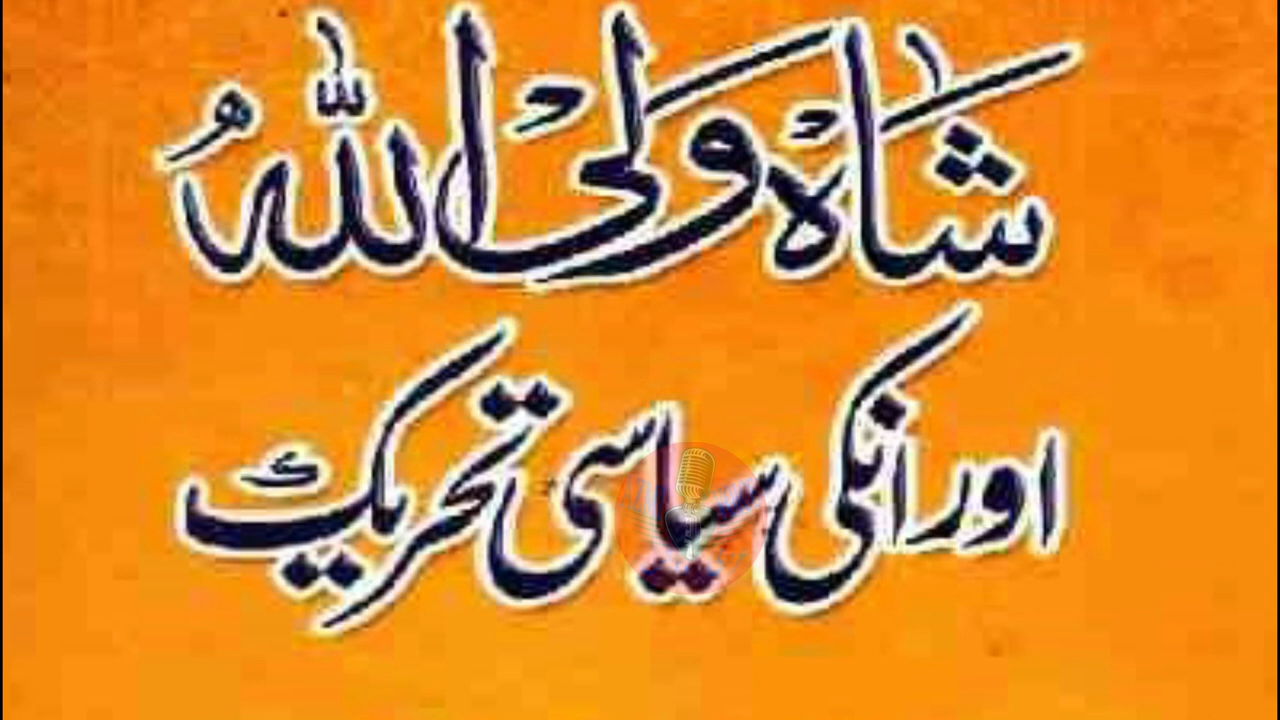 شاہ ولی اللہ
اور انکی سیاسی تحریک